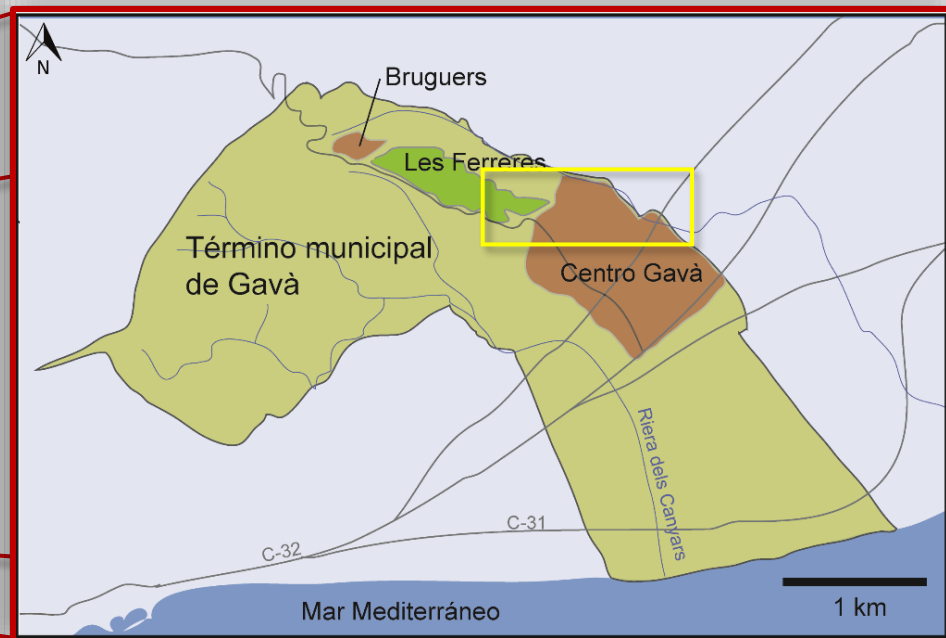 N
Bruguers
Les Ferreres
Término municipal
de Gavà
Centro Gavà
Riera dels Canyars
C-31
C-32
Mar Mediterráneo
1 km